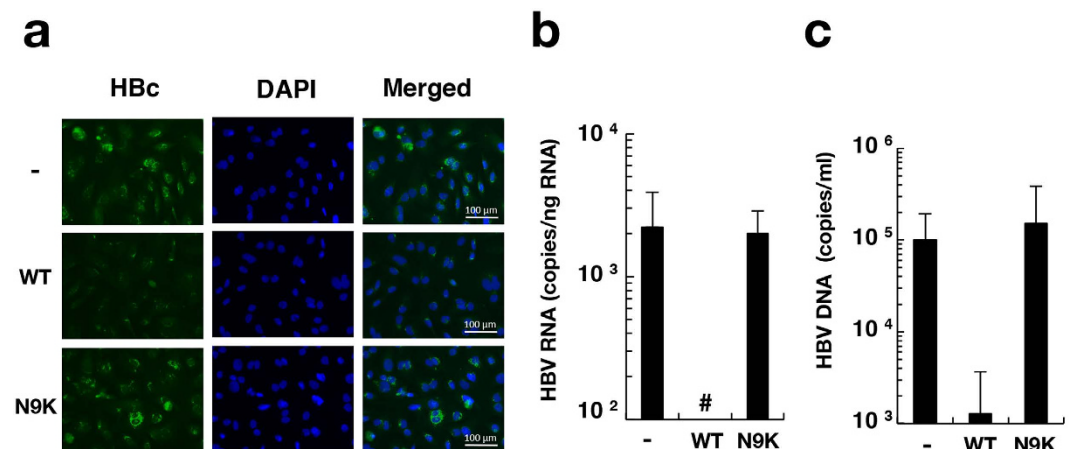 a
HBc DAPI Merged
-
100 µm
WT
100 µm
N9K
100 µm
b
HBV RNA (copies/ng RNA)
10 4
10 3
10 2
#
- WT N9K
c
HBV DNA (copies/ml)
10 6
10 5
10 4
10 3
- WT N9K